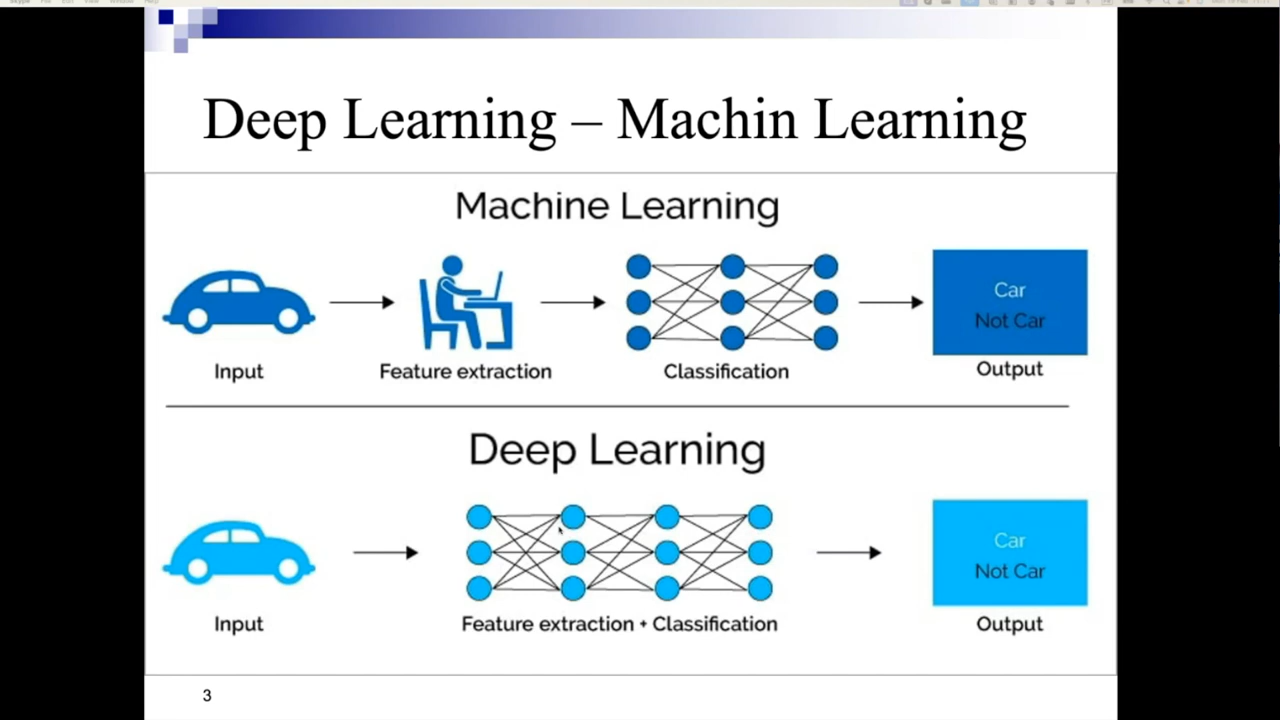 Deep Learning – Machin Learning
Machine Learning
Car
Not Car
Input
Feature extraction
Classification
Output
Deep Learning
Car
Not Car
Input
Feature extraction + Classification
Output
3